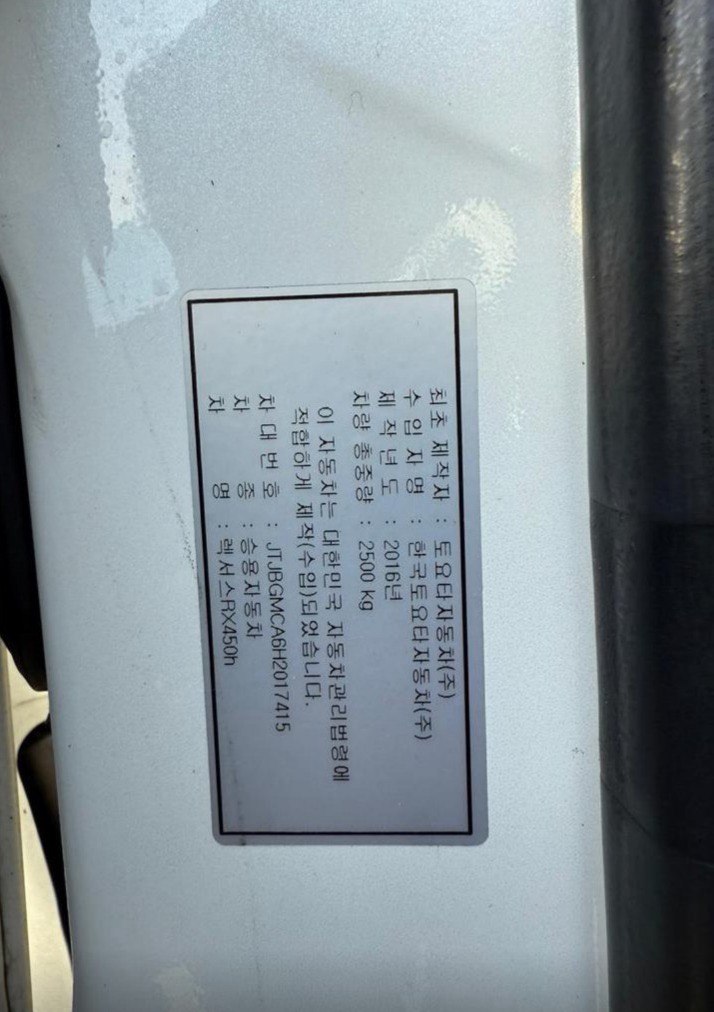 최초 제작자 : 토요타자동차(주)
수 입 자 명 : 한국토요타자동차(주)
제 작 년 도 : 2016년
차량 총중량 : 2500 kg
이 자동차는 대한민국 자동차관리법령에
적합하게 제작(수입)되었습니다.
차 대 번 호 : JTJBGMCA6H2017415
차 종 : 승용자동차
차 명 : 렉서스RX450h